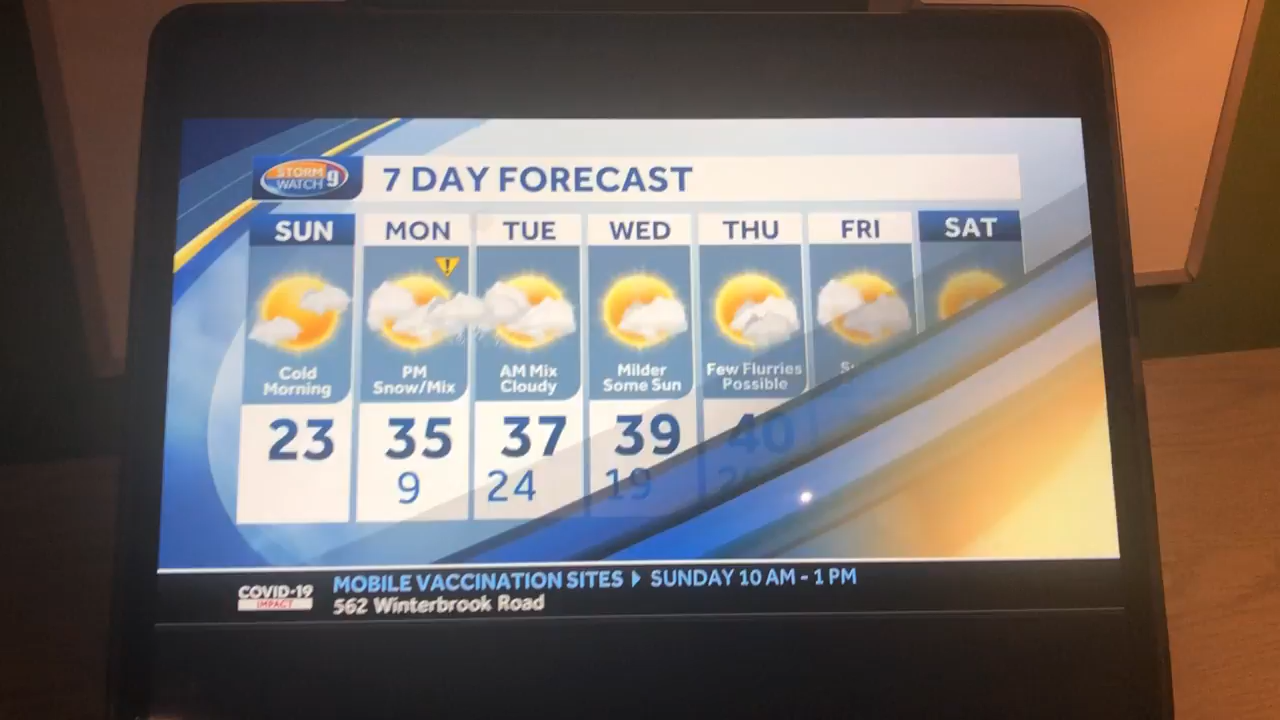 STORM WATCH 9
7 DAY FORECAST
SUN MON TUE WED THU FRI SAT
!
Cold Morning
PM Snow/Mix
AM Mix Cloudy
Milder Some Sun
Few Flurries Possible
23 35 37 39 40
9 24 19
COVID-19 IMPACT
MOBILE VACCINATION SITES SUNDAY 10 AM - 1 PM
562 Winterbrook Road